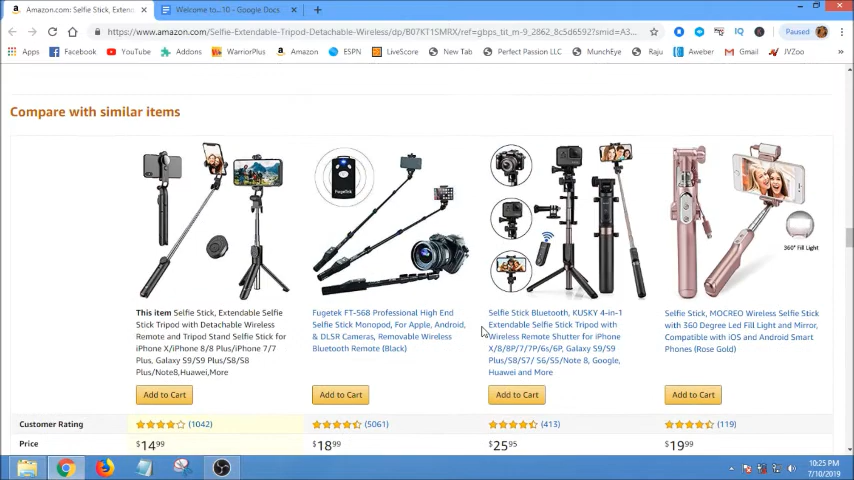 Amazon.com: Selfie Stick, Exten
Welcome to...10 - Google Docs
https://www.amazon.com/Selfie-Extendable-Tripod-Detachable-Wireless/dp/B07KT1SMRX/ref=gbps_tit_m-9_2862_8c5d6592?smid=A3...
Paused
Apps
Facebook
YouTube
Addons
WarriorPlus
Amazon
ESPN
LiveScore
New Tab
Perfect Passive LLC
MunchEye
Raju
Aweber
Gmail
JVZoo
Compare with similar items
Fugetek
360° Fill Light
This item Selfie Stick, Extendable Selfie
Stick Tripod with Detachable Wireless
Remote and Tripod Stand Selfie Stick for
iPhone X/iPhone 8/8 Plus/iPhone 7/7
Plus, Galaxy S9/S9 Plus/S8/S8
Plus/Note8,Huawei,More
Fugetek FT-568 Professional High End
Selfie Stick Monopod, For Apple, Android,
& DLSR Cameras, Removable Wireless
Bluetooth Remote (Black)
Selfie Stick Bluetooth, KUSKY 4-in-1
Extendable Selfie Stick Tripod with
Wireless Remote Shutter for iPhone
X/8/8P/7/7P/6s/6P, Galaxy S9/S9
Plus/S8/S7/ S6/S5/Note 8, Google,
Huawei and More
Selfie Stick, MOCREO Wireless Selfie Stick
with 360 Degree Led Fill Light and Mirror,
Compatible with iOS and Android Smart
Phones (Rose Gold)
Add to Cart
Add to Cart
Add to Cart
Add to Cart
Customer Rating
(1042)
(5061)
(413)
(119)
Price
$14.99
$18.99
$25.95
$19.99
10:25 PM
7/10/2019